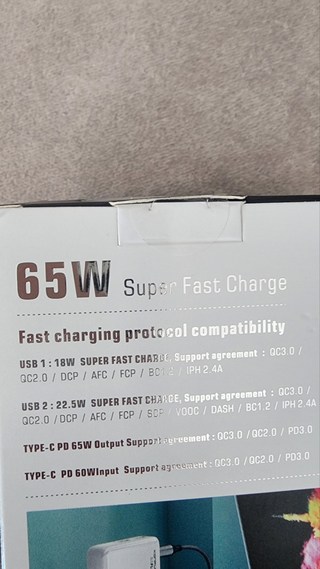 65W Super Fast Charge
Fast charging protocol compatibility
USB 1 : 18W SUPER FAST CHARGE, Support agreement : QC3.0 /
QC2.0 / DCP / AFC / FCP / BC1.2 / IPH 2.4A
USB 2 : 22.5W SUPER FAST CHARGE, Support agreement : QC3.0 /
QC2.0 / DCP / AFC / FCP / SCP / VOOC / DASH / BC1.2 / IPH 2.4A
TYPE-C PD 65W Output Support agreement : QC3.0 / QC2.0 / PD3.0
TYPE-C PD 60WInput Support agreement : QC3.0 / QC2.0 / PD3.0